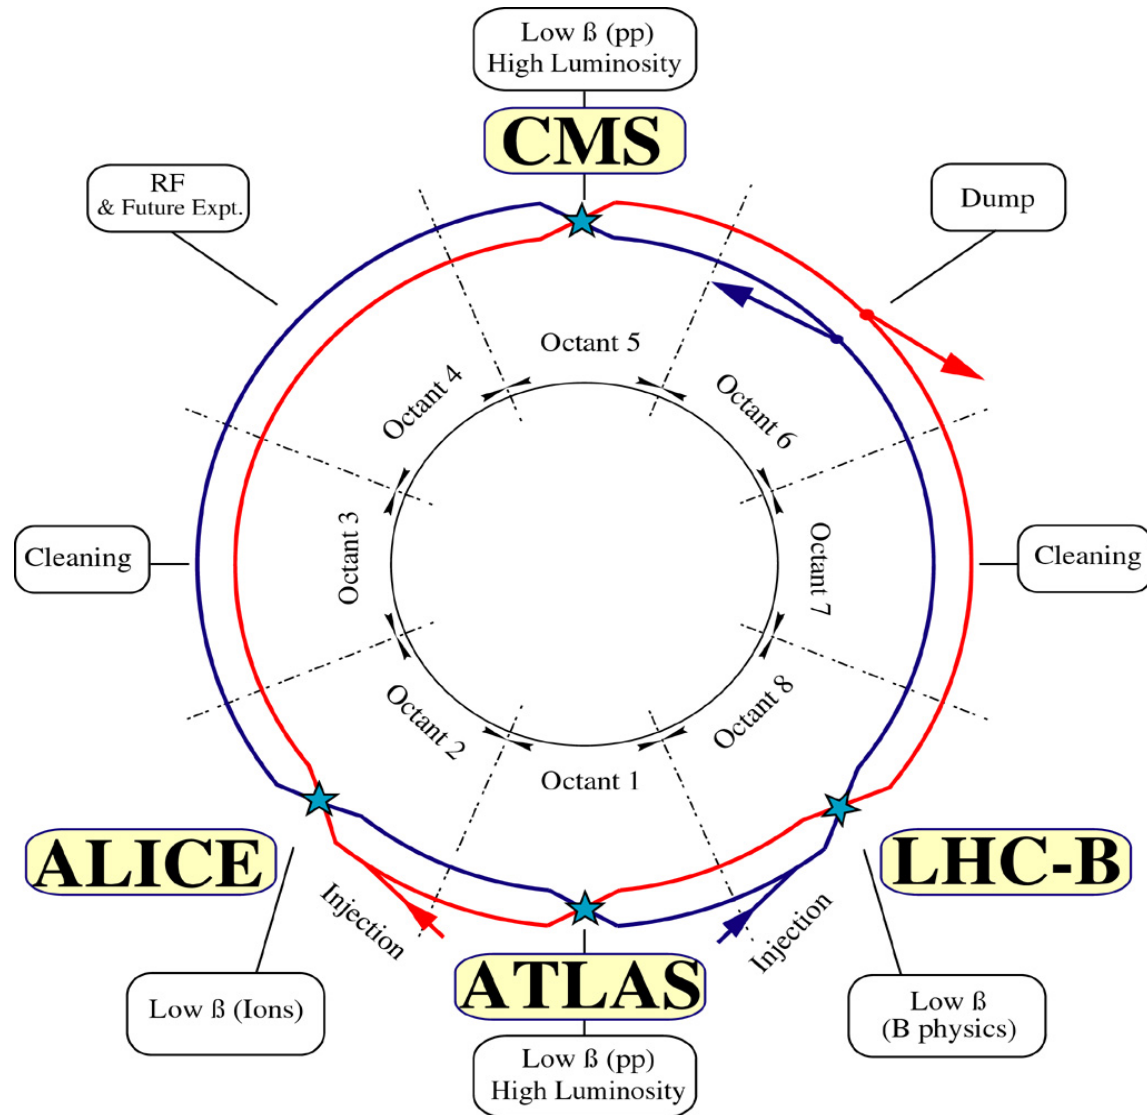 Low ß (pp)
High Luminosity
CMS
RF
& Future Expt.
Dump
Octant 5
Octant 4
Octant 6
Cleaning
Octant 3
Octant 7
Cleaning
Octant 2
Octant 8
Octant 1
ALICE
LHC-B
Injection
Injection
ATLAS
Low ß (Ions)
Low ß
(B physics)
Low ß (pp)
High Luminosity